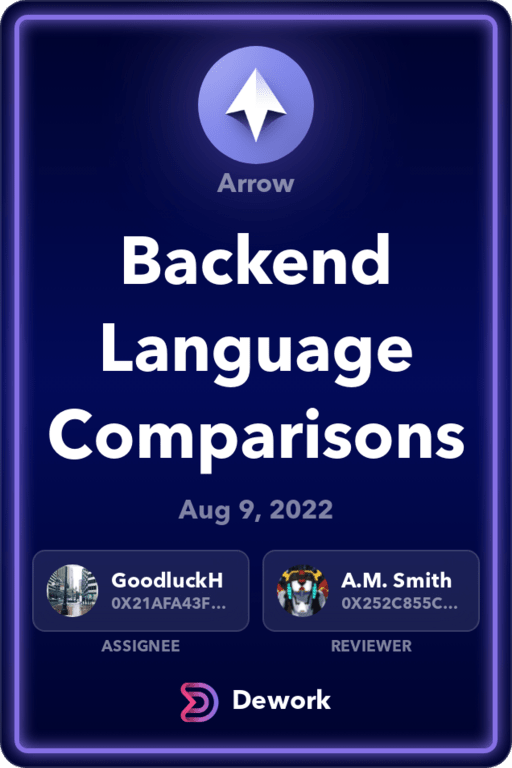 Arrow
Backend
Language
Comparisons
Aug 9, 2022
GoodluckH
0X21AFA43F...
ASSIGNEE
A.M. Smith
0X252C855C...
REVIEWER
Dework